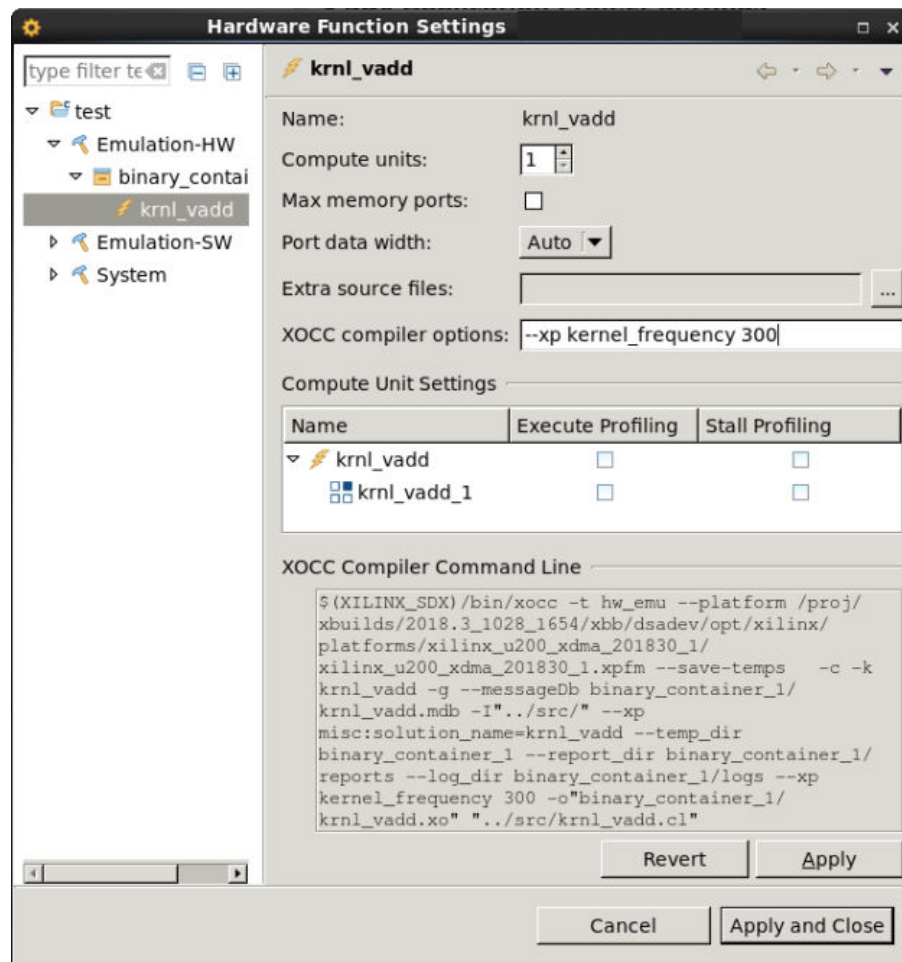 Hardware Function Settings
type filter te
krnl_vadd
test
Emulation-HW
binary_contai
krnl_vadd
Emulation-SW
System
Name: krnl_vadd
Compute units: 1
Max memory ports:
Port data width: Auto
Extra source files: ...
XOCC compiler options: --xp kernel_frequency 300
Compute Unit Settings
Name Execute Profiling Stall Profiling
krnl_vadd
krnl_vadd_1
XOCC Compiler Command Line
$(XILINX_SDX)/bin/xocc -t hw_emu --platform /proj/
xbuilds/2018.3_1028_1654/xbb/dsadev/opt/xilinx/
platforms/xilinx_u200_xdma_201830_1/
xilinx_u200_xdma_201830_1.xpfm --save-temps -c -k
krnl_vadd -g --messageDb binary_container_1/
krnl_vadd.mdb -I"../src/" --xp
misc:solution_name=krnl_vadd --temp_dir
binary_container_1 --report_dir binary_container_1/
reports --log_dir binary_container_1/logs --xp
kernel_frequency 300 -o"binary_container_1/
krnl_vadd.xo" "../src/krnl_vadd.cl"
Revert Apply
Cancel Apply and Close